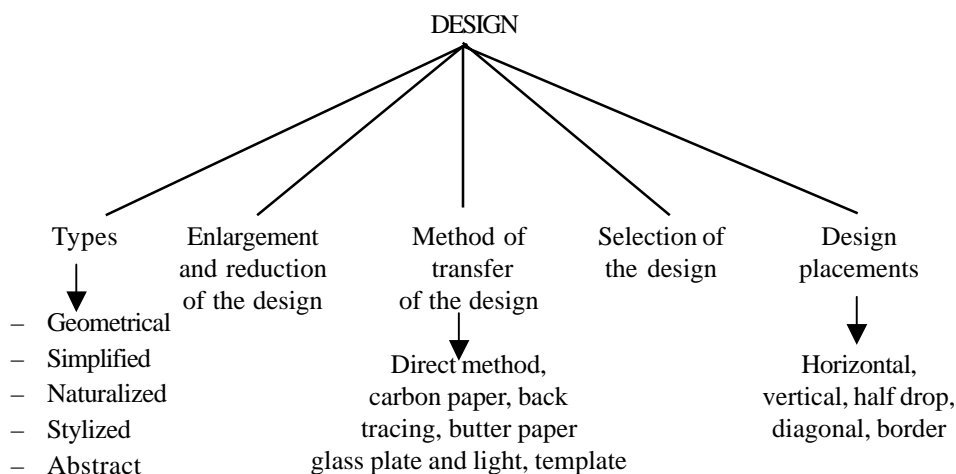 DESIGN
Types
Enlargement
and reduction
of the design
Method of
transfer
of the design
Selection of
the design
Design
placements
– Geometrical
– Simplified
– Naturalized
– Stylized
– Abstract
Direct method,
carbon paper, back
tracing, butter paper
glass plate and light, template
Horizontal,
vertical, half drop,
diagonal, border